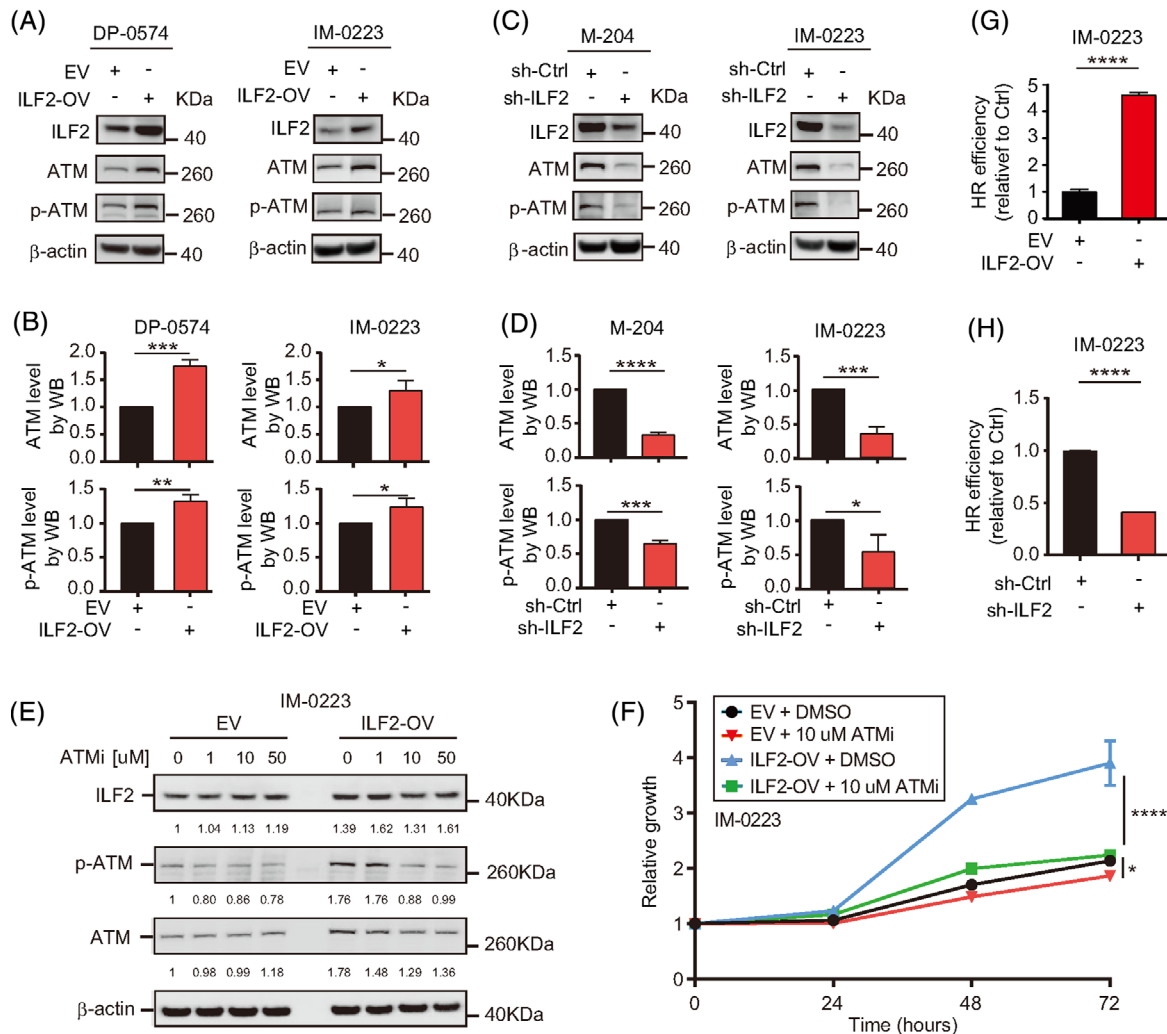 (A)
DP-0574
EV + -
ILF2-OV - + KDa
ILF2 40
ATM 260
p-ATM 260
β-actin 40
IM-0223
EV + -
ILF2-OV - + KDa
ILF2 40
ATM 260
p-ATM 260
β-actin 40
(B)
DP-0574
ATM level
by WB
2.0
1.5
1.0
0.5
0.0
***
IM-0223
ATM level
by WB
2.0
1.5
1.0
0.5
0.0
*
p-ATM level
by WB
2.0
1.5
1.0
0.5
0.0
**
EV + -
ILF2-OV - +
p-ATM level
by WB
2.0
1.5
1.0
0.5
0.0
*
EV + -
ILF2-OV - +
(C)
M-204
sh-Ctrl + -
sh-ILF2 - + KDa
ILF2 40
ATM 260
p-ATM 260
β-actin 40
IM-0223
sh-Ctrl + -
sh-ILF2 - + KDa
ILF2 40
ATM 260
p-ATM 260
β-actin 40
(D)
M-204
ATM level
by WB
1.5
1.0
0.5
0.0
****
IM-0223
ATM level
by WB
1.5
1.0
0.5
0.0
***
p-ATM level
by WB
1.5
1.0
0.5
0.0
***
sh-Ctrl + -
sh-ILF2 - +
p-ATM level
by WB
1.5
1.0
0.5
0.0
*
sh-Ctrl + -
sh-ILF2 - +
(E)
IM-0223
EV ILF2-OV
ATMi [uM] 0 1 10 50 0 1 10 50
ILF2 40KDa
1 1.04 1.13 1.19 1.39 1.62 1.31 1.61
p-ATM 260KDa
1 0.80 0.86 0.78 1.76 1.76 0.88 0.99
ATM 260KDa
1 0.98 0.99 1.18 1.78 1.48 1.29 1.36
β-actin 40KDa
(F)
Relative growth
5
4
3
2
1
0
EV + DMSO
EV + 10 uM ATMi
ILF2-OV + DMSO
ILF2-OV + 10 uM ATMi
IM-0223
****
*
0 24 48 72
Time (hours)
(G)
IM-0223
****
HR efficiency
(relativef to Ctrl)
5
4
3
2
1
0
EV + -
ILF2-OV - +
(H)
IM-0223
****
HR efficiency
(relativef to Ctrl)
1.5
1.0
0.5
0.0
sh-Ctrl + -
sh-ILF2 - +